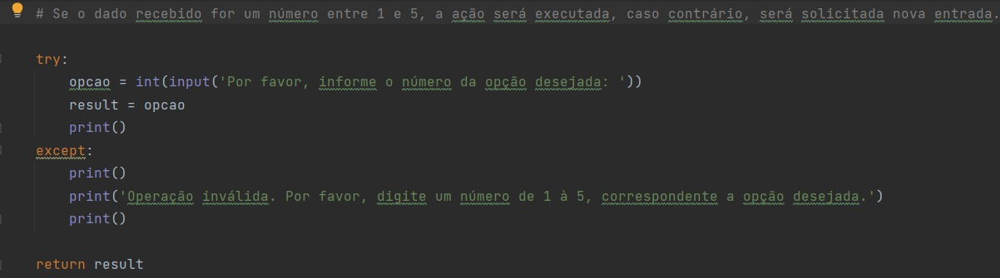 # Se o dado recebido for um número entre 1 e 5, a ação será executada, caso contrário, será solicitada nova entrada.
try:
opcao = int(input('Por favor, informe o número da opção desejada: '))
result = opcao
print()
except:
print()
print('Operação inválida. Por favor, digite um número de 1 à 5, correspondente a opção desejada.')
print()
return result